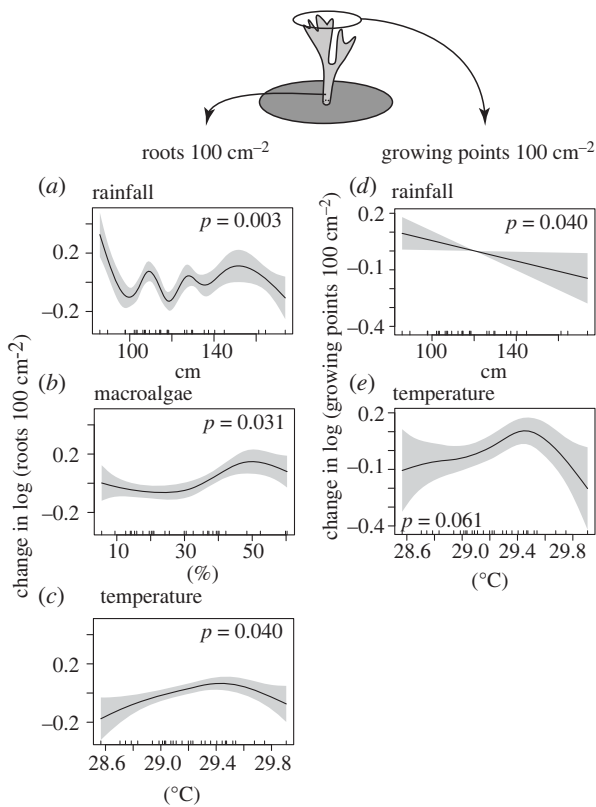 roots 100 cm–2
growing points 100 cm–2
(a) rainfall
p = 0.003
0.2
–0.2
100 140
cm
(b) macroalgae
p = 0.031
0.2
–0.2
10 30 50
(%)
(c) temperature
p = 0.040
0.2
–0.2
28.6 29.0 29.4 29.8
(°C)
change in log (roots 100 cm-2)
(d) rainfall
p = 0.040
0.2
–0.1
–0.4
100 140
cm
(e) temperature
0.2
–0.1
–0.4
p = 0.061
28.6 29.0 29.4 29.8
(°C)
change in log (growing points 100 cm–2)